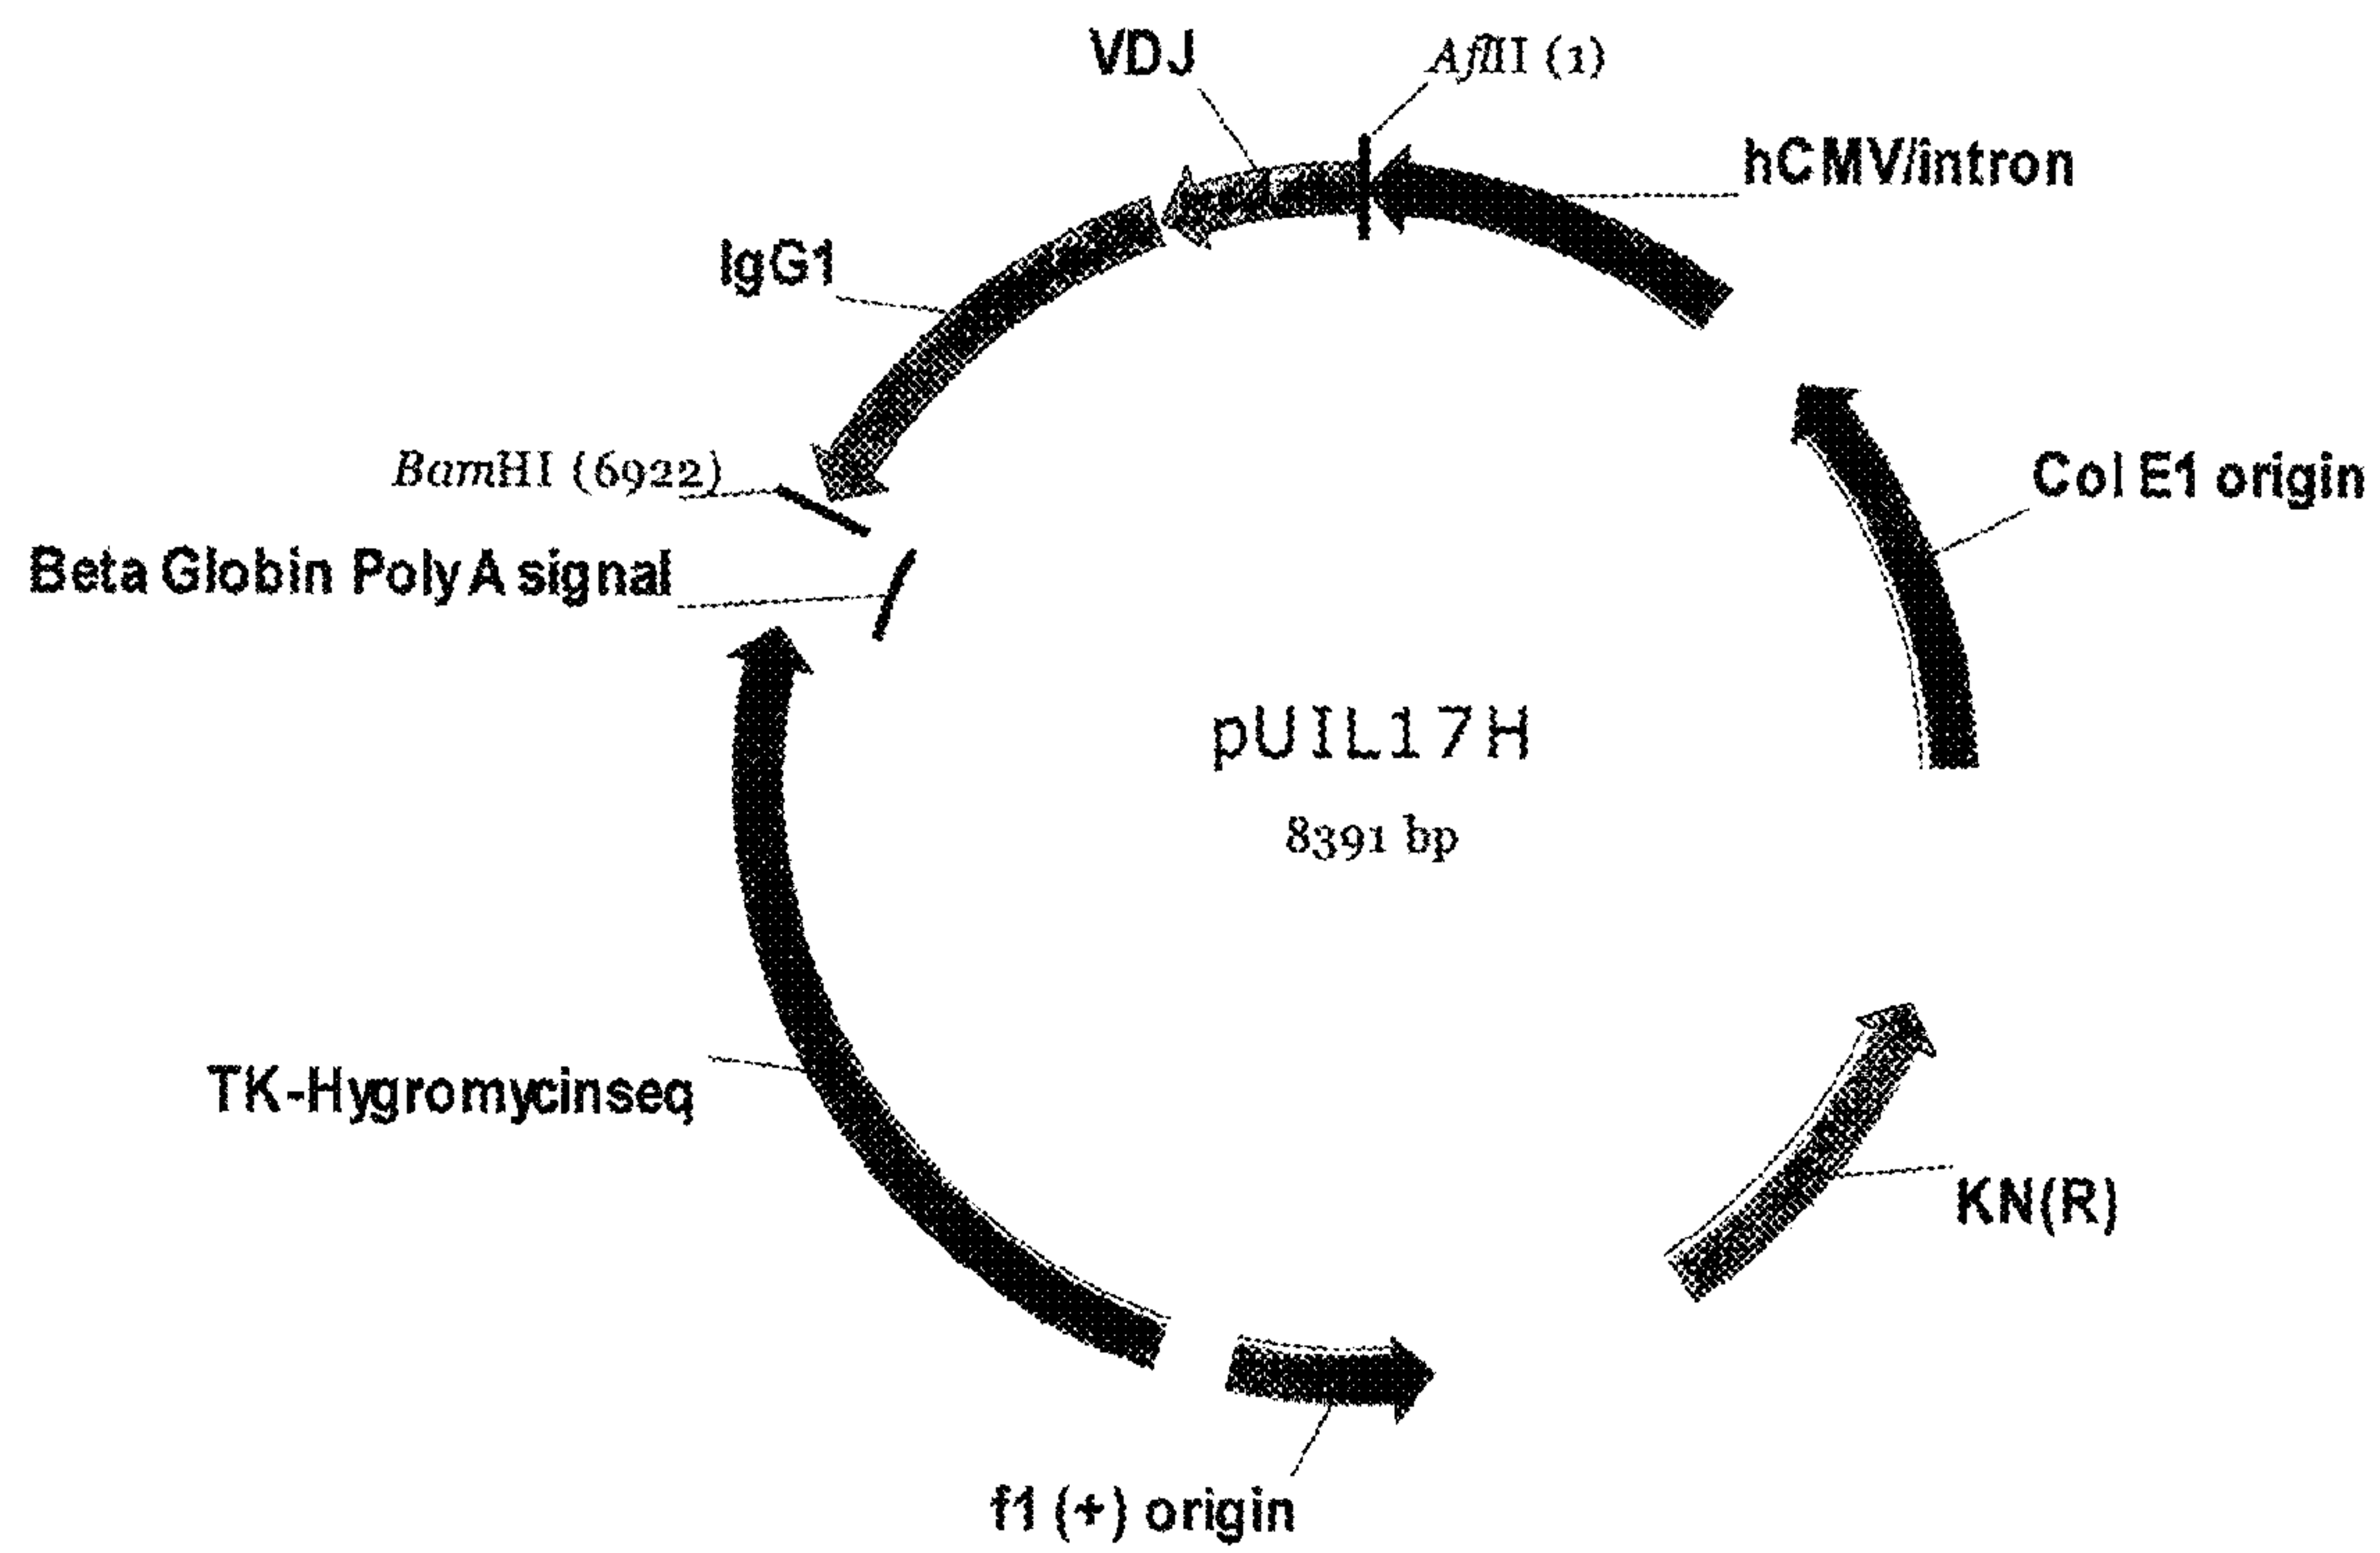 VDJ
AflII (1)
hCMV/intron
IgG1
BamHI (6922)
Col E1 origin
Beta Globin Poly A signal
pUIL17H
8391 bp
TK-Hygromycinseq
KN(R)
f1 (+) origin